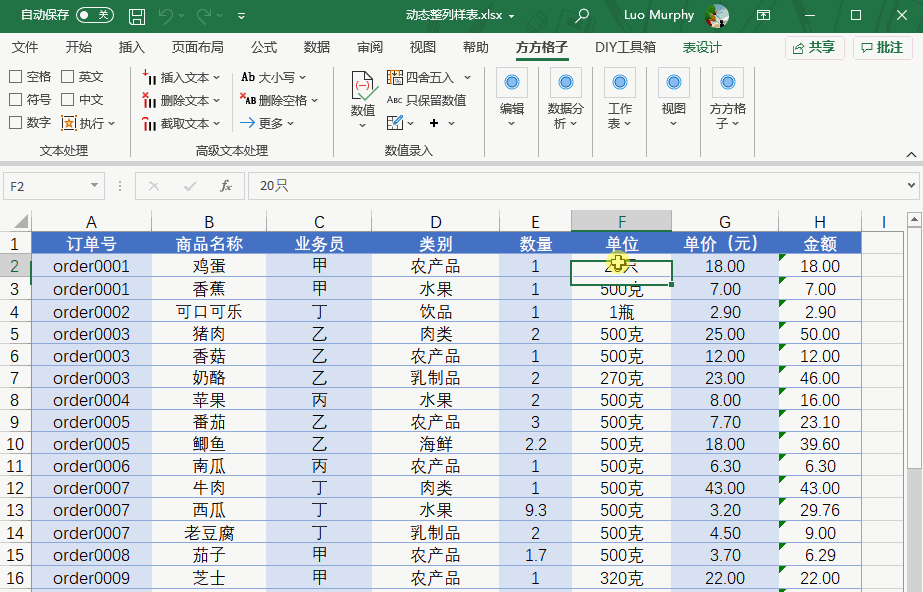 自动保存 关 动态整列样表.xlsx Luo Murphy
文件 开始 插入 页面布局 公式 数据 审阅 视图 帮助 方方格子 DIY工具箱 表设计 共享 批注
空格 英文 插入文本 Ab 大小写 数值 四舍五入 编辑 数据分析 工作表 视图 方方格子
符号 中文 删除文本 AB 删除空格 ABC 只保留数值
数字 执行 截取文本 更多
文本处理 高级文本处理 数值录入
F2 fx 20只
A B C D E F G H I
1 订单号 商品名称 业务员 类别 数量 单位 单价（元） 金额
2 order0001 鸡蛋 甲 农产品 1 20只 18.00 18.00
3 order0001 香蕉 甲 水果 1 500克 7.00 7.00
4 order0002 可口可乐 丁 饮品 1 1瓶 2.90 2.90
5 order0003 猪肉 乙 肉类 2 500克 25.00 50.00
6 order0003 香菇 乙 农产品 1 500克 12.00 12.00
7 order0003 奶酪 乙 乳制品 2 270克 23.00 46.00
8 order0004 苹果 丙 水果 2 500克 8.00 16.00
9 order0005 番茄 乙 农产品 3 500克 7.70 23.10
10 order0005 鲫鱼 乙 海鲜 2.2 500克 18.00 39.60
11 order0006 南瓜 丙 农产品 1 500克 6.30 6.30
12 order0007 牛肉 丁 肉类 1 500克 43.00 43.00
13 order0007 西瓜 丁 水果 9.3 500克 3.20 29.76
14 order0007 老豆腐 丁 乳制品 2 500克 4.50 9.00
15 order0008 茄子 甲 农产品 1.7 500克 3.70 6.29
16 order0009 芝士 甲 农产品 1 320克 22.00 22.00